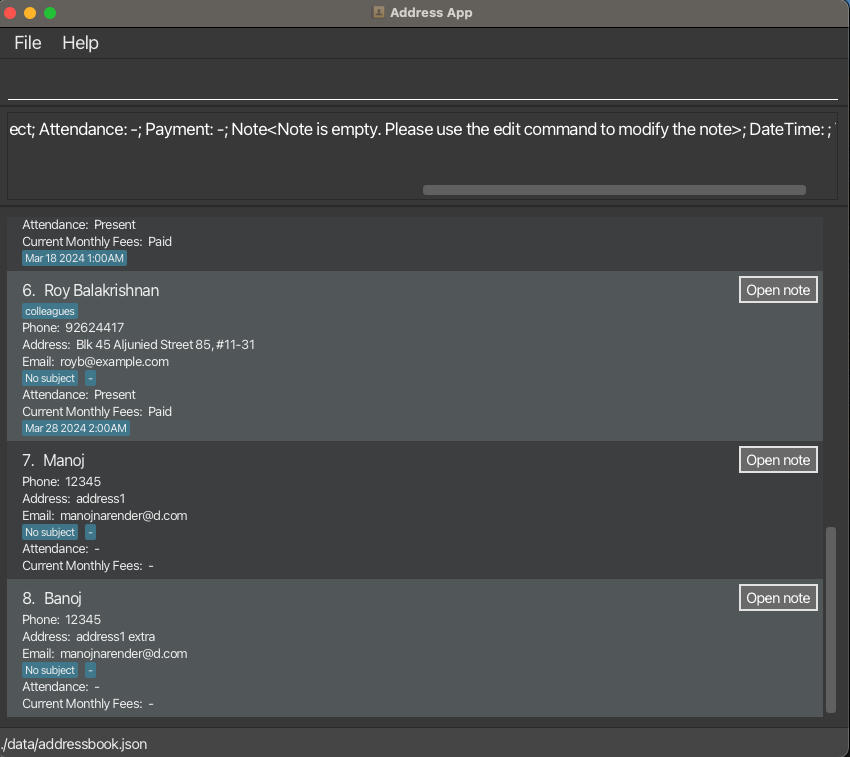 Address App
File Help
ect; Attendance: -; Payment: -; Note<Note is empty. Please use the edit command to modify the note>; DateTime: ;
Attendance: Present
Current Monthly Fees: Paid
Mar 18 2024 1:00AM
6. Roy Balakrishnan Open note
colleagues
Phone: 92624417
Address: Blk 45 Aljunied Street 85, #11-31
Email: royb@example.com
No subject -
Attendance: Present
Current Monthly Fees: Paid
Mar 28 2024 2:00AM
7. Manoj Open note
Phone: 12345
Address: address1
Email: manojnarender@d.com
No subject -
Attendance: -
Current Monthly Fees: -
8. Banoj Open note
Phone: 12345
Address: address1 extra
Email: manojnarender@d.com
No subject -
Attendance: -
Current Monthly Fees: -
./data/addressbook.json